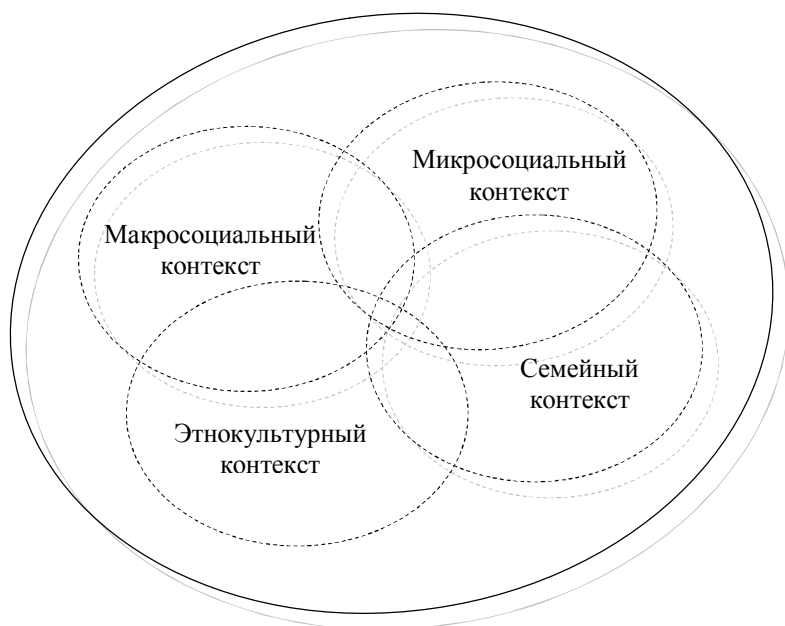 Микросоциальный
контекст
Макросоциальный
контекст
Семейный
контекст
Этнокультурный
контекст